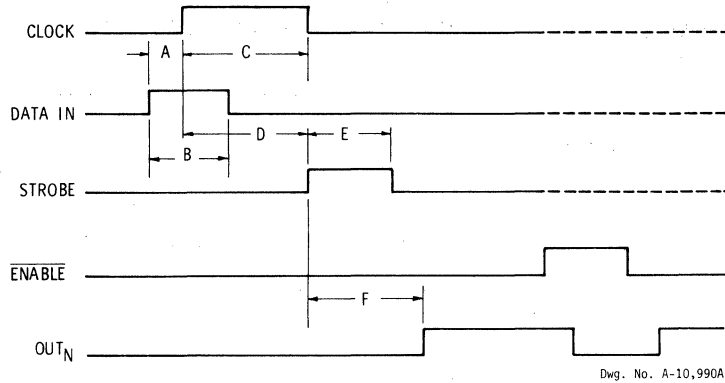 CLOCK
A
C
DATA IN
D
E
B
STROBE
ENABLE
F
OUTN
Dwg. No. A-10,990A